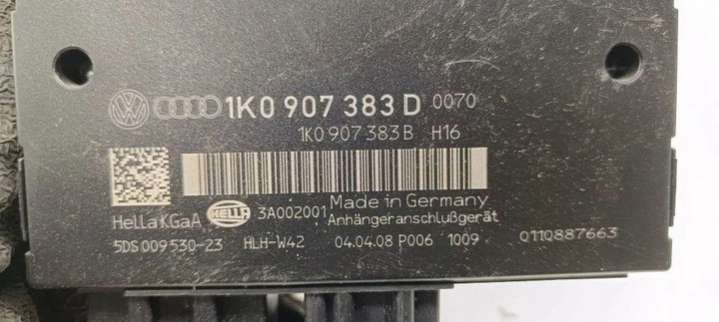 1K0 907 383 D 0070
1K0 907 383 B H16
Hella KGaA HELLA 3A002001 Made in Germany
Anhängeranschlußgerät
5DS 009 530-23 HLH-W42 04.04.08 P006 1009 0110887663